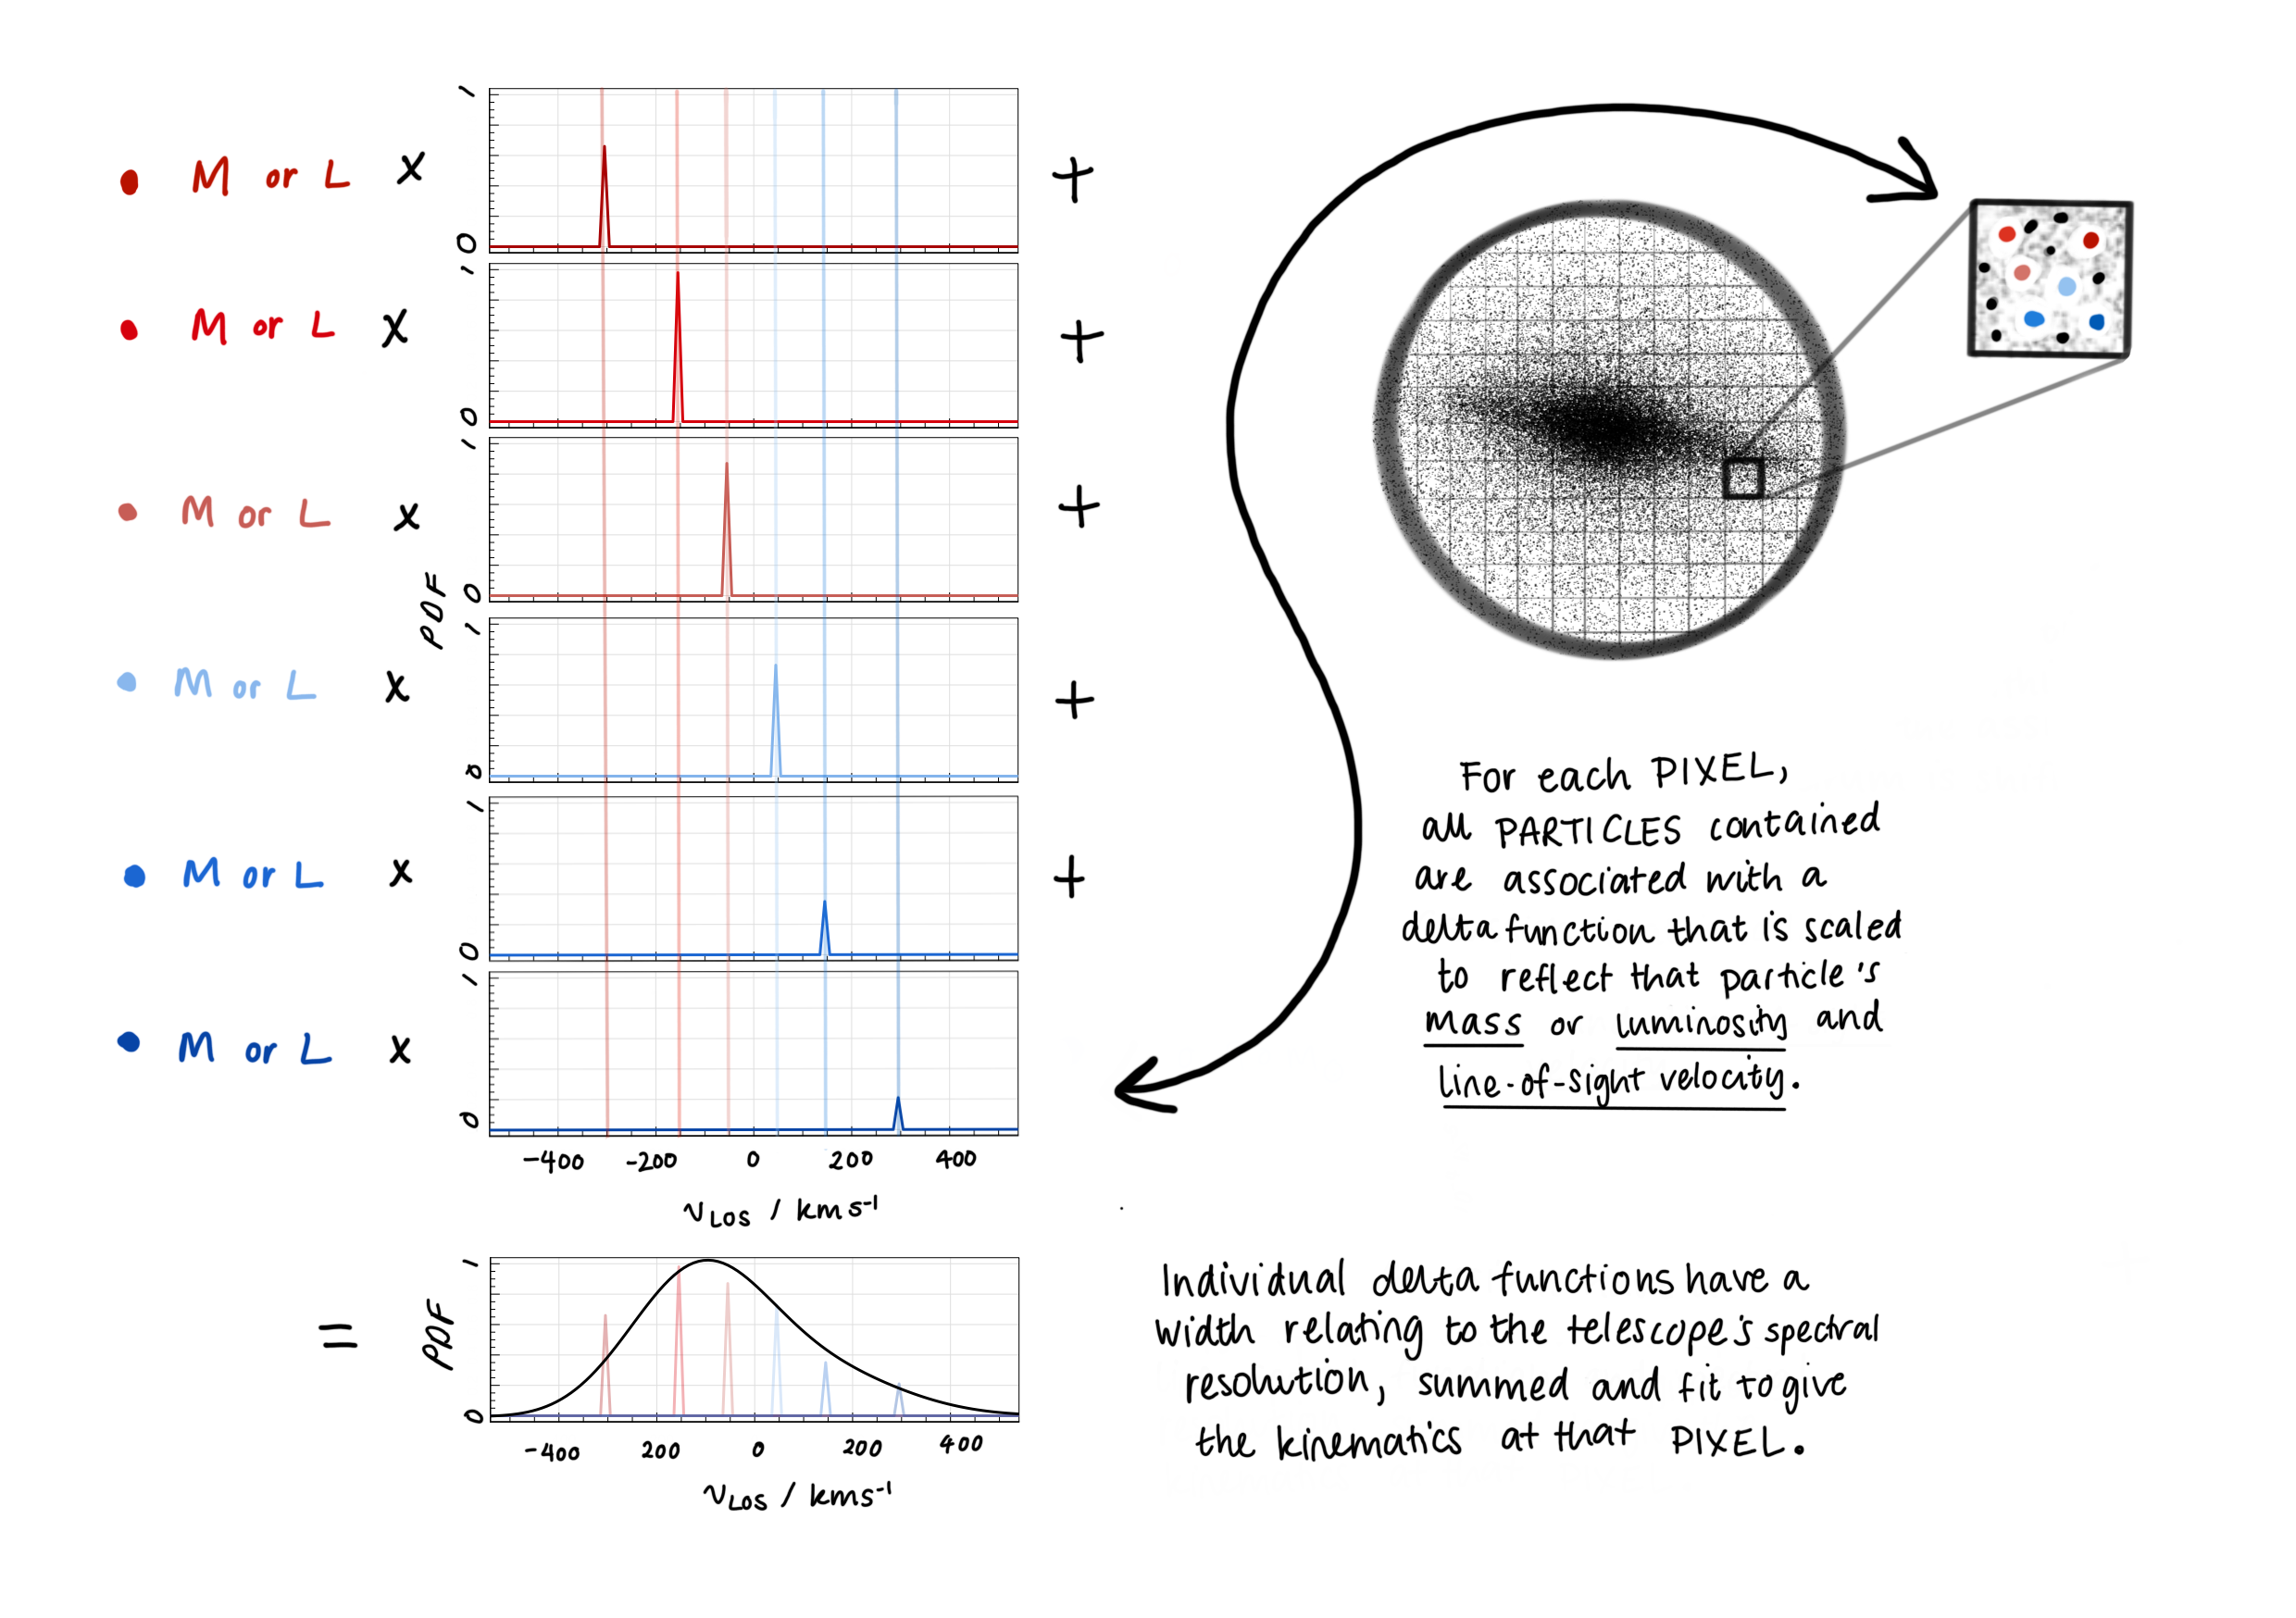 M or L x
+
M or L x
+
M or L x
+
M or L x
+
M or L x
+
M or L x
1
0
1
0
1
0
1
0
1
0
1
0
PDF
-400 -200 0 200 400
νLOS / kms⁻¹
=
PDF
1
0
-400 200 0 200 400
νLOS / kms⁻¹
For each PIXEL,
all PARTICLES contained
are associated with a
delta function that is scaled
to reflect that particle's
mass or luminosity and
line-of-sight velocity.
Individual delta functions have a
width relating to the telescope's spectral
resolution, summed and fit to give
the kinematics at that PIXEL.